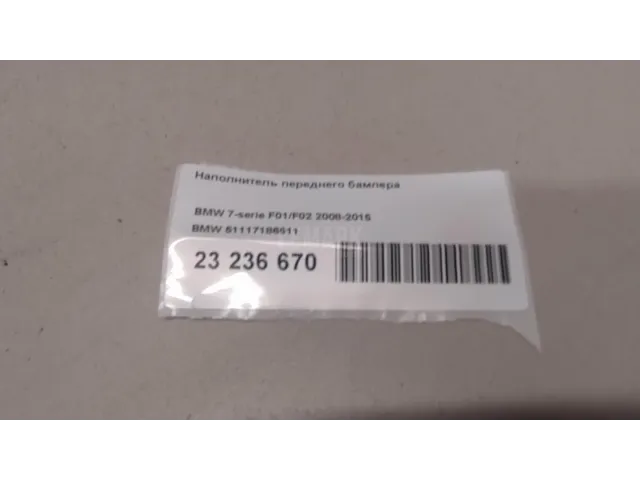 Наполнитель переднего бампера
BMW 7-serie F01/F02 2008-2015
BMW 51117186611
23 236 670